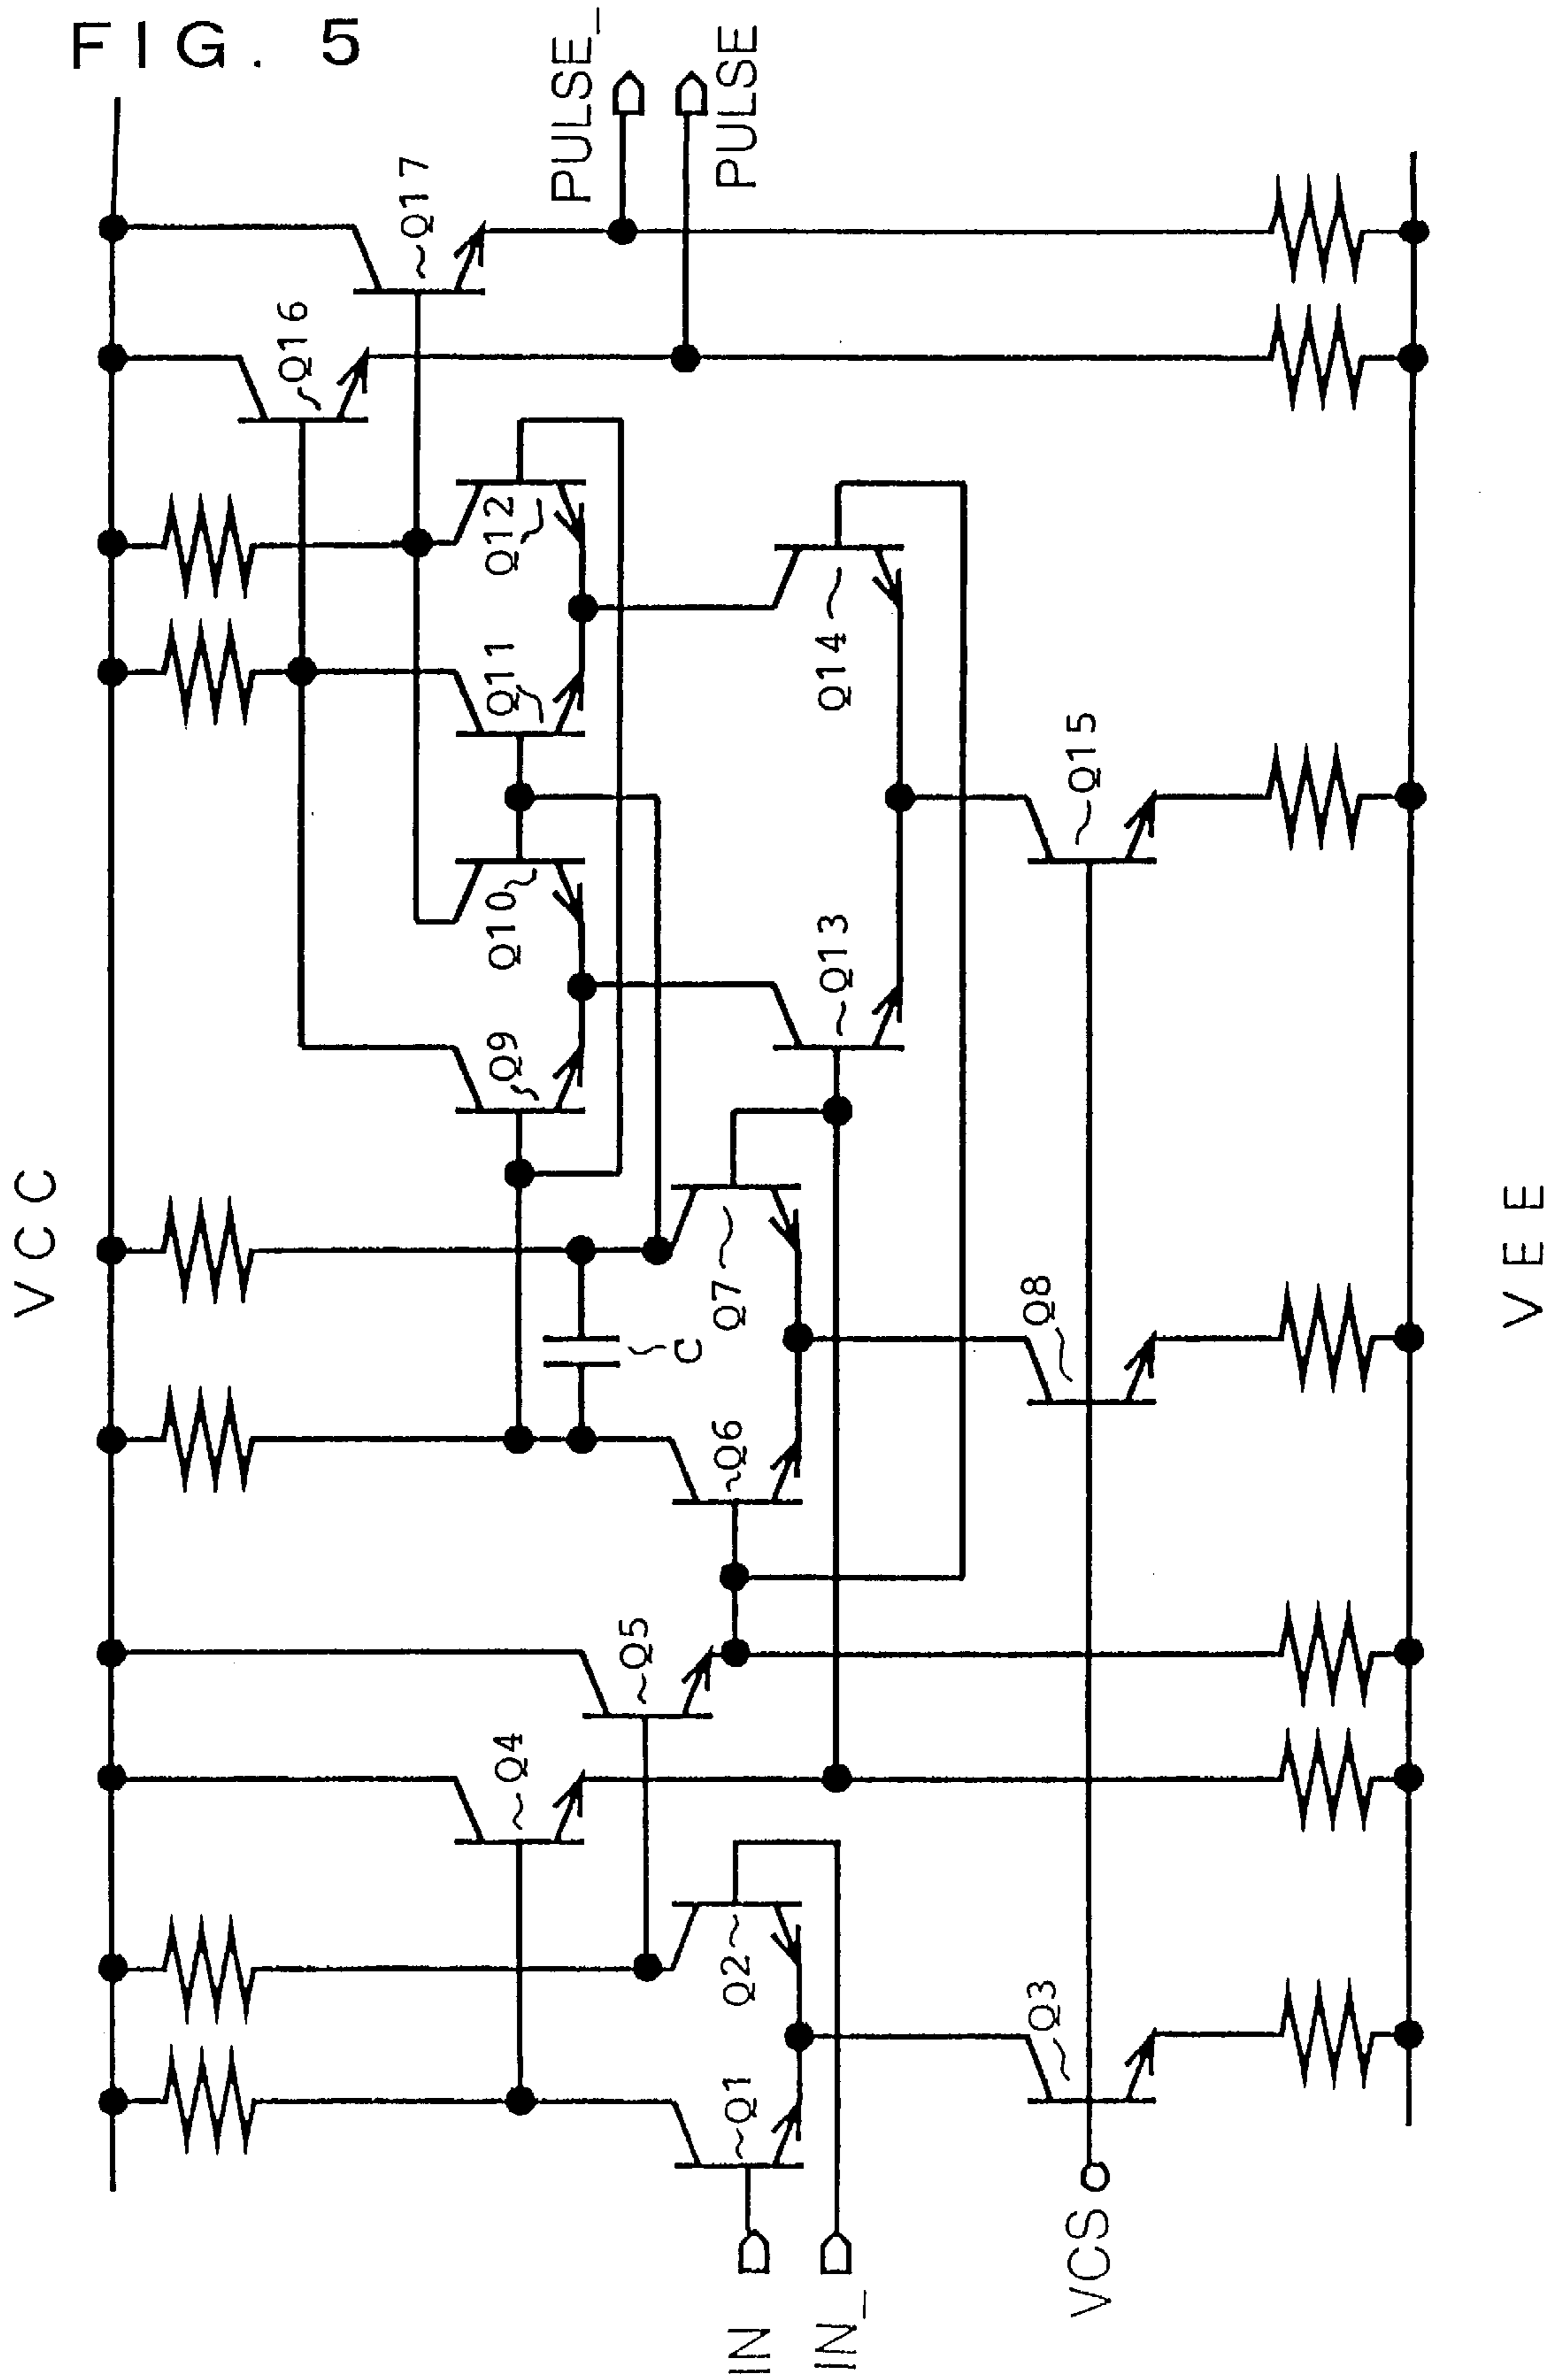 FIG. 5
VCC
PULSE_
PULSE
Q17
Q16
Q12
Q11
Q10
Q9
Q14
Q13
Q15
Q7
C
Q6
Q8
Q5
Q4
Q2
Q1
Q3
IN
IN_
VCS
VEE